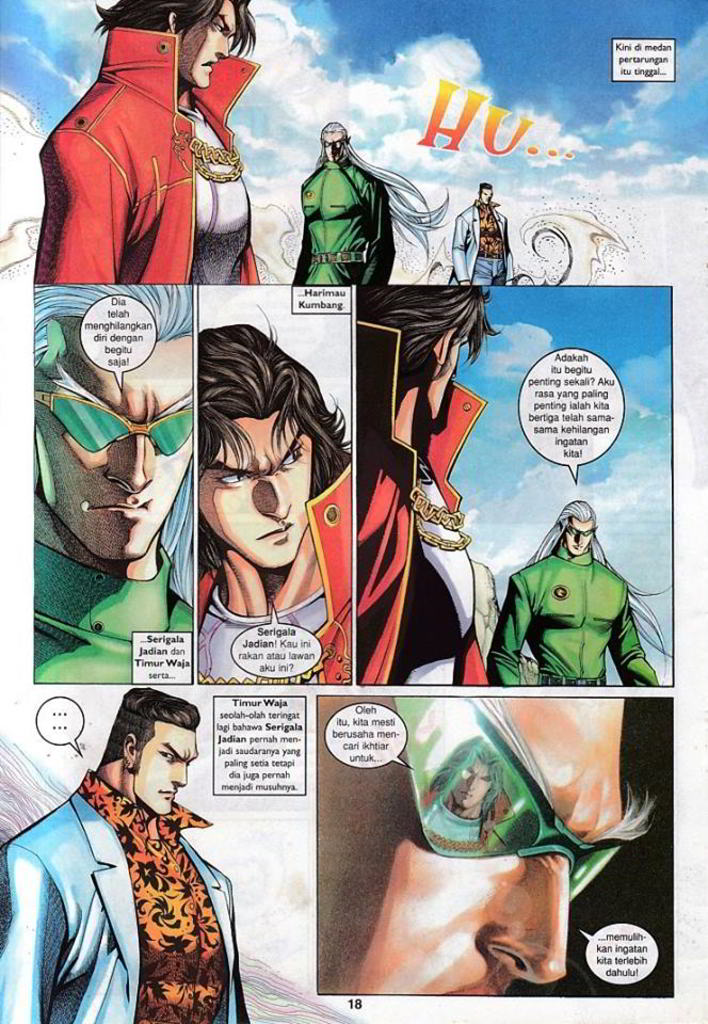 Kini di medan
pertarungan
itu tinggal...
HU...
Dia
telah
menghilangkan
diri dengan
begitu
saja!
...Serigala
Jadian dan
Timur Waja
serta...
...Harimau
Kumbang.
Serigala
Jadian! Kau ini
rakan atau lawan
aku ini?
Adakah
itu begitu
penting sekali? Aku
rasa yang paling
penting ialah kita
bertiga telah sama-
sama kehilangan
ingatan
kita!
...
...
Timur Waja
seolah-olah teringat
lagi bahawa Serigala
Jadian pernah men-
jadi saudaranya yang
paling setia tetapi
dia juga pernah
menjadi musuhnya.
Oleh
itu, kita mesti
berusaha men-
cari ikhtiar
untuk...
...memulih-
kan ingatan
kita terlebih
dahulu!
18